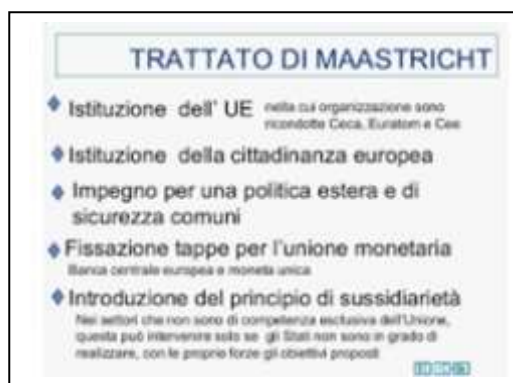 TRATTATO DI MAASTRICHT
Istituzione dell' UE nella cui organizzazione sono
ricondotte Ceca, Euratom e Cee
Istituzione della cittadinanza europea
Impegno per una politica estera e di
sicurezza comuni
Fissazione tappe per l'unione monetaria
Banca centrale europea e moneta unica
Introduzione del principio di sussidiarietà
Nei settori che non sono di competenza esclusiva dell'Unione,
questa può intervenire solo se gli Stati non sono in grado di
realizzare, con le proprie forze gli obiettivi proposti